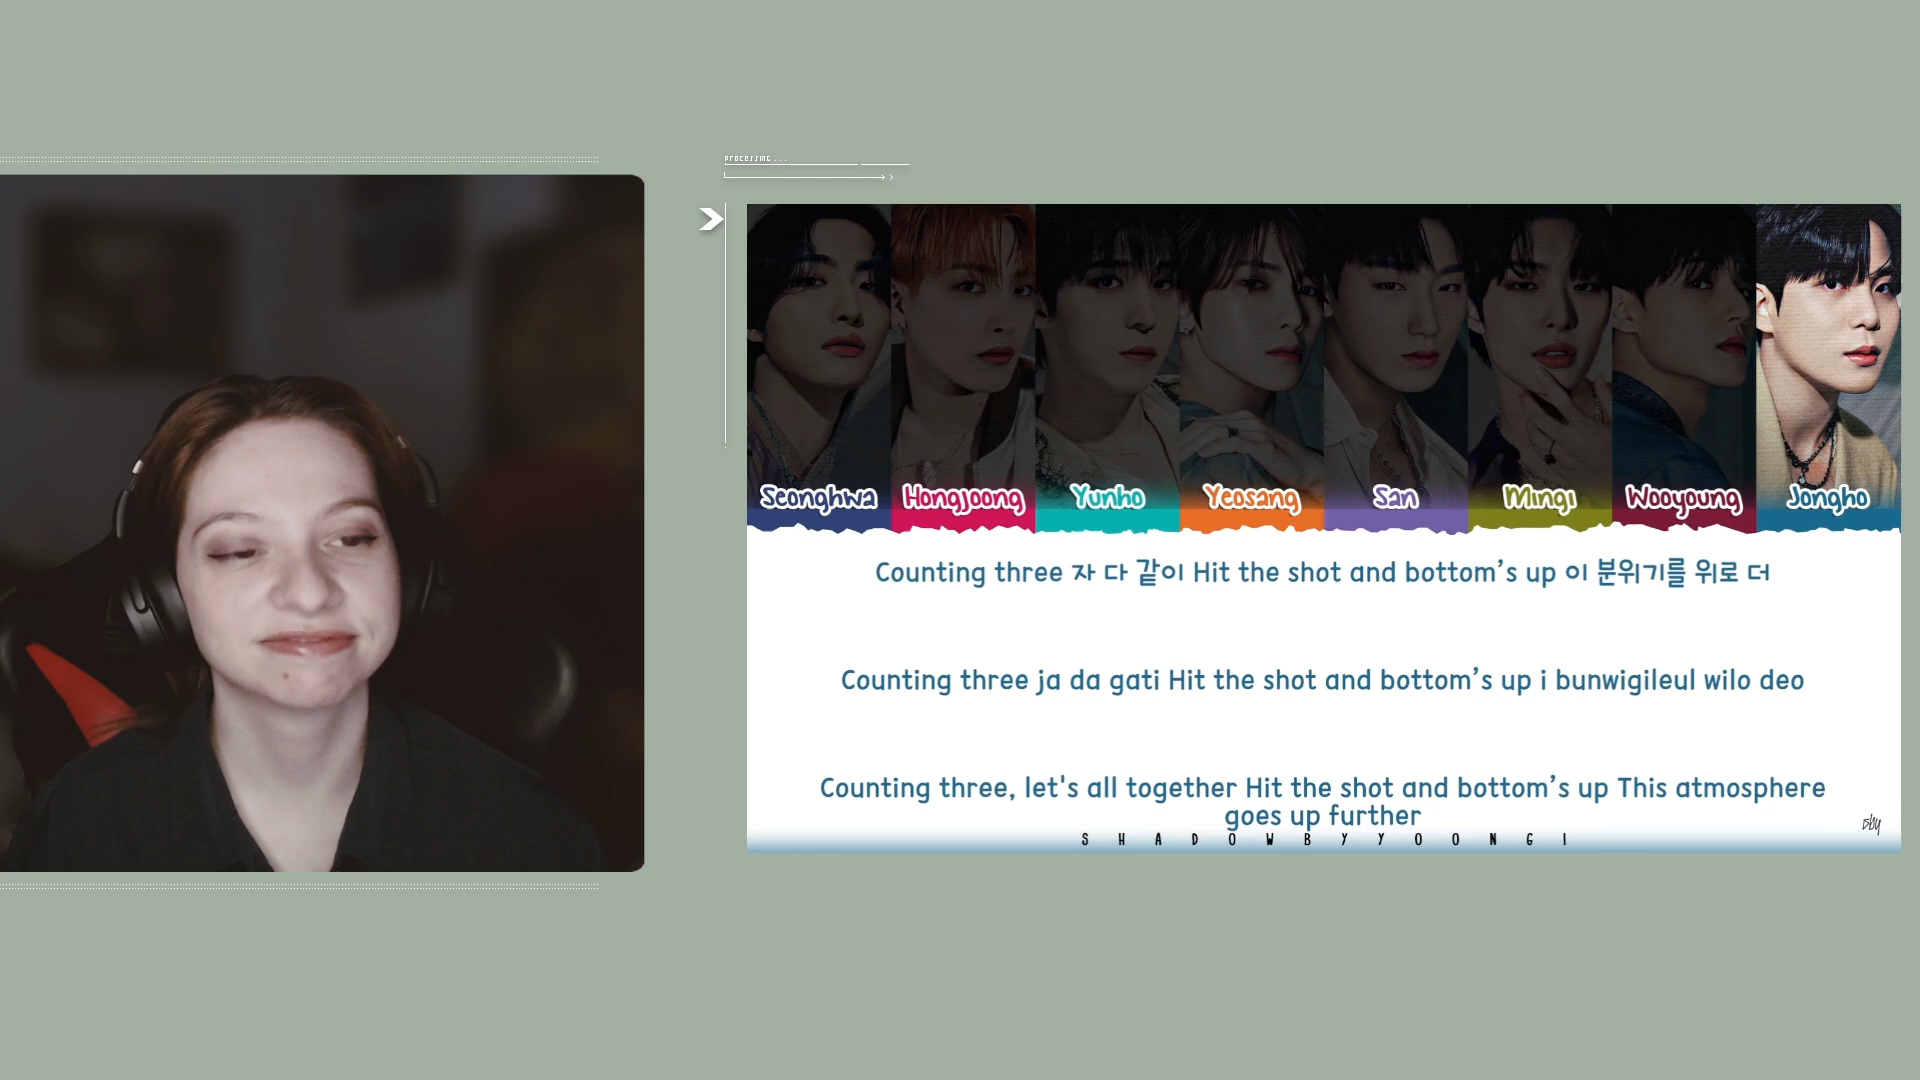 processing ...
Seonghwa Hongjoong Yunho Yeosang San Mingi Wooyoung Jongho
Counting three 자 다 같이 Hit the shot and bottom’s up 이 분위기를 위로 더
Counting three ja da gati Hit the shot and bottom’s up i bunwigileul wilo deo
Counting three, let's all together Hit the shot and bottom’s up This atmosphere
goes up further
sby
SHADOWBYYOONGI